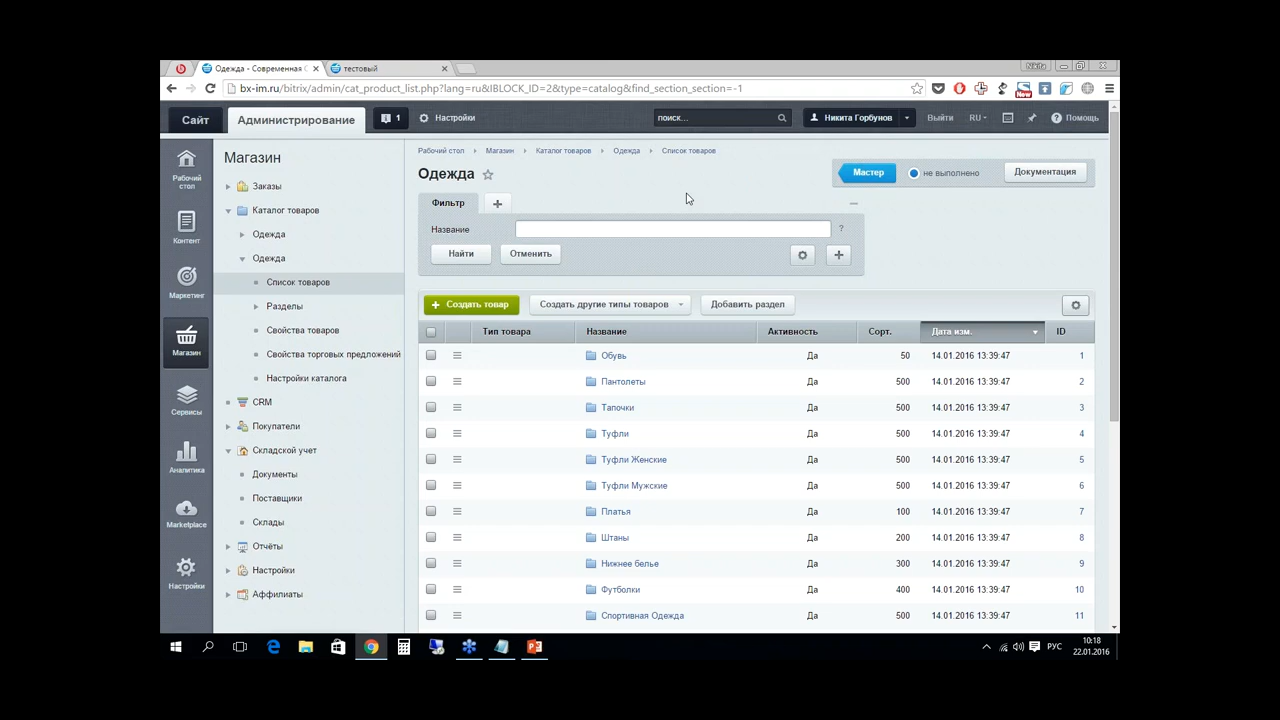 Одежда - Современная
тестовый
Nikita
bx-im.ru/bitrix/admin/cat_product_list.php?lang=ru&IBLOCK_ID=2&type=catalog&find_section_section=-1
New
Сайт
Администрирование
1
Настройки
поиск...
Никита Горбунов
Выйти
RU
Помощь
Рабочий стол
Контент
Маркетинг
Магазин
Сервисы
Аналитика
Marketplace
Настройки
Магазин
Заказы
Каталог товаров
Одежда
Одежда
Список товаров
Разделы
Свойства товаров
Свойства торговых предложений
Настройки каталога
CRM
Покупатели
Складской учет
Документы
Поставщики
Склады
Отчёты
Настройки
Аффилиаты
Рабочий стол Магазин Каталог товаров Одежда Список товаров
Одежда
Мастер
не выполнено
Документация
Фильтр
+
Название
?
Найти
Отменить
+
+ Создать товар
Создать другие типы товаров
Добавить раздел
Тип товара Название Активность Сорт. Дата изм. ID
Обувь Да 50 14.01.2016 13:39:47 1
Пантолеты Да 500 14.01.2016 13:39:47 2
Тапочки Да 500 14.01.2016 13:39:47 3
Туфли Да 500 14.01.2016 13:39:47 4
Туфли Женские Да 500 14.01.2016 13:39:47 5
Туфли Мужские Да 500 14.01.2016 13:39:47 6
Платья Да 100 14.01.2016 13:39:47 7
Штаны Да 200 14.01.2016 13:39:47 8
Нижнее белье Да 300 14.01.2016 13:39:47 9
Футболки Да 400 14.01.2016 13:39:47 10
Спортивная Одежда Да 500 14.01.2016 13:39:47 11
РУС
10:18
22.01.2016